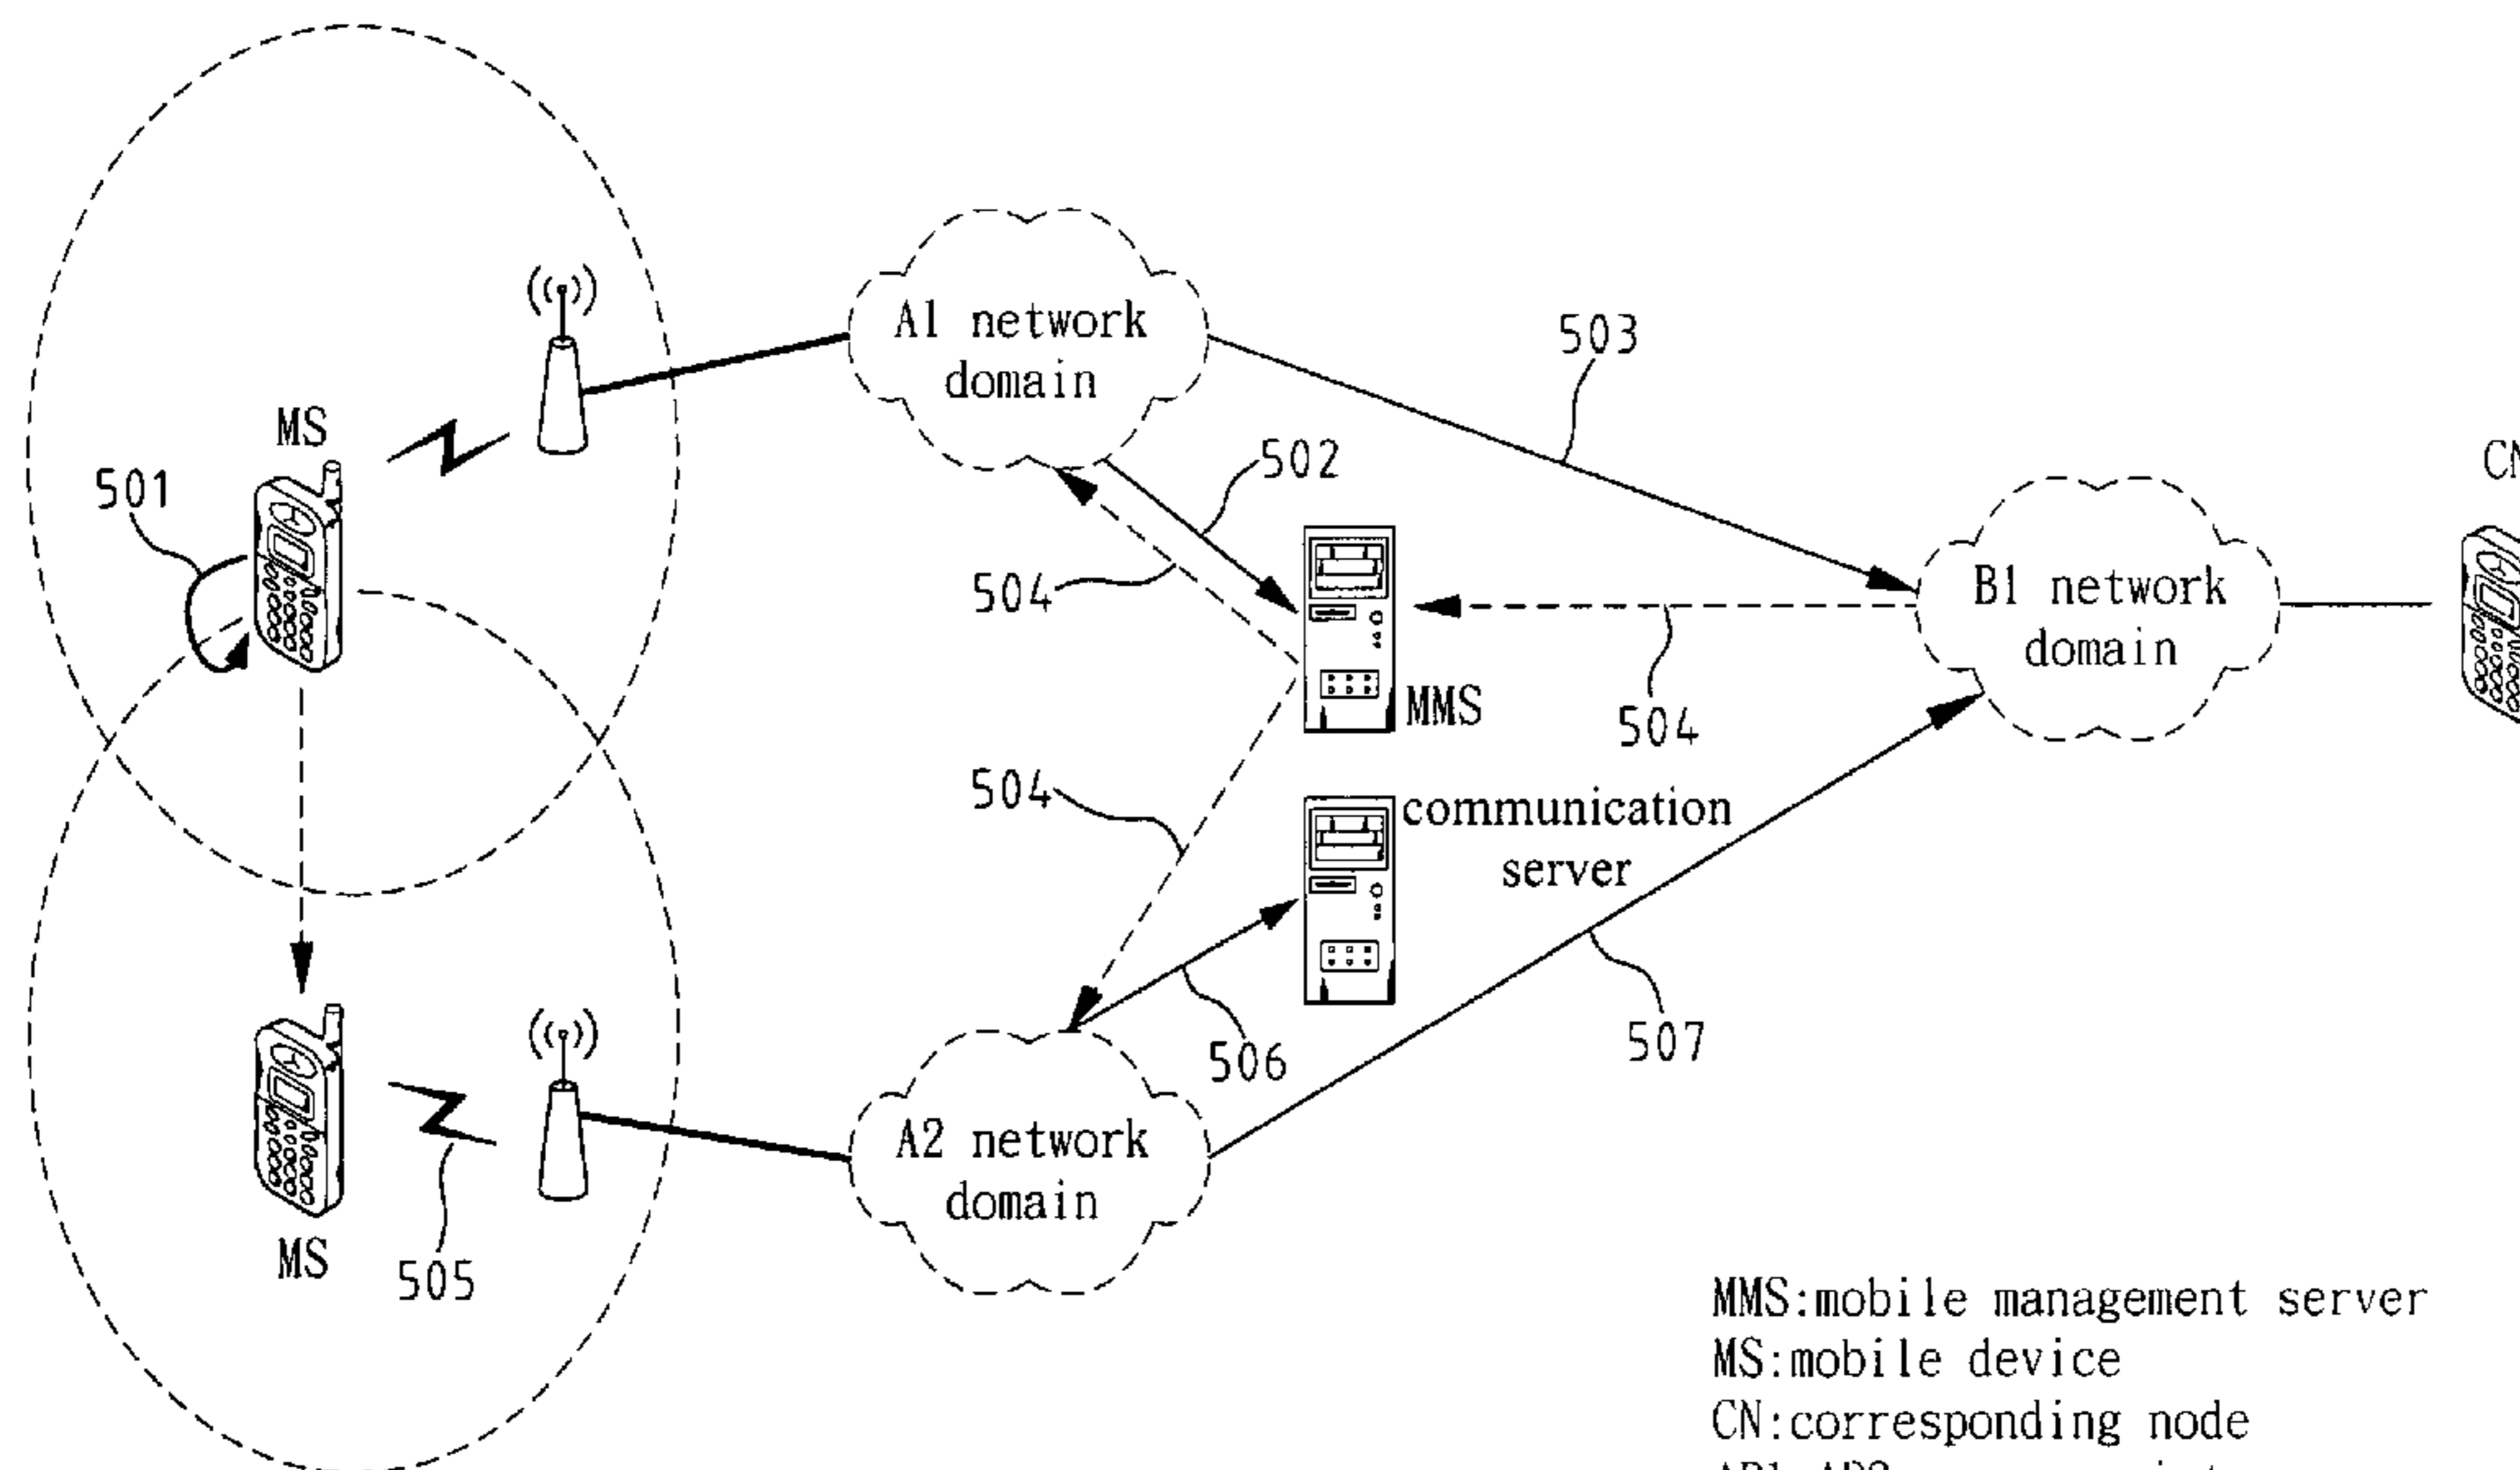 A1 network
domain
503
MS
502
CN
501
504
B1 network
domain
MMS
504
504
communication
server
506
507
A2 network
domain
MS
505
MMS:mobile management server
MS:mobile device
CN:corresponding node